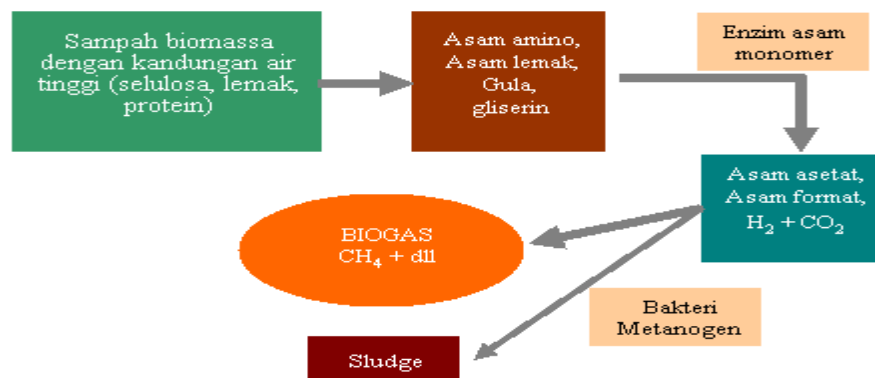 Sampah biomassa
dengan kandungan air
tinggi (selulosa, lemak,
protein)
Asam amino,
Asam lemak,
Gula,
gliserin
Enzim asam
monomer
Asam asetat,
Asam format,
H₂ + CO₂
BIOGAS
CH₄ + dll
Bakteri
Metanogen
Sludge